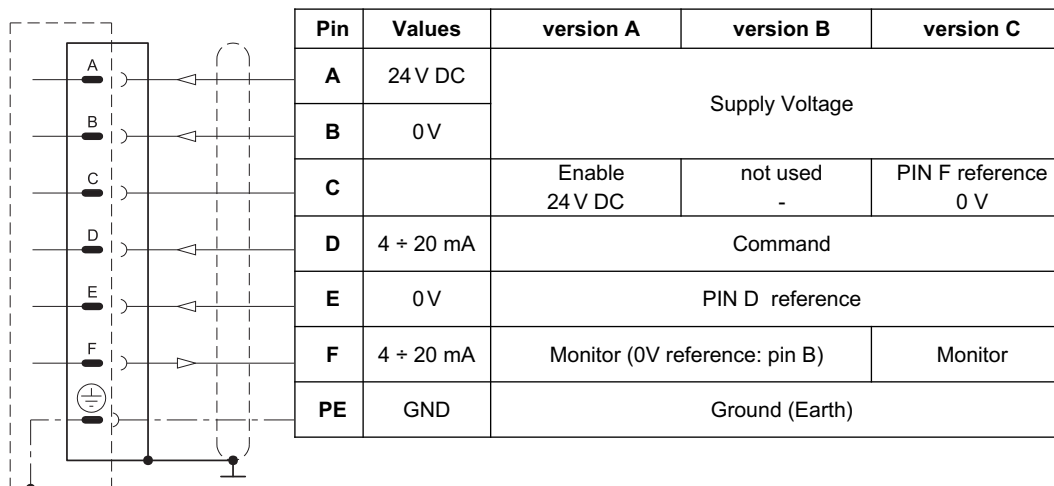 Pin Values version A version B version C
A 24 V DC Supply Voltage
B 0 V
C Enable 24 V DC not used - PIN F reference 0 V
D 4 ÷ 20 mA Command
E 0 V PIN D reference
F 4 ÷ 20 mA Monitor (0V reference: pin B) Monitor
PE GND Ground (Earth)
A
B
C
D
E
F